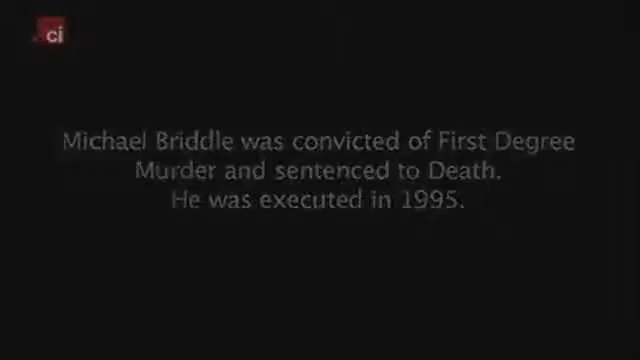 ci
Michael Briddle was convicted of First Degree
Murder and sentenced to Death.
He was executed in 1995.